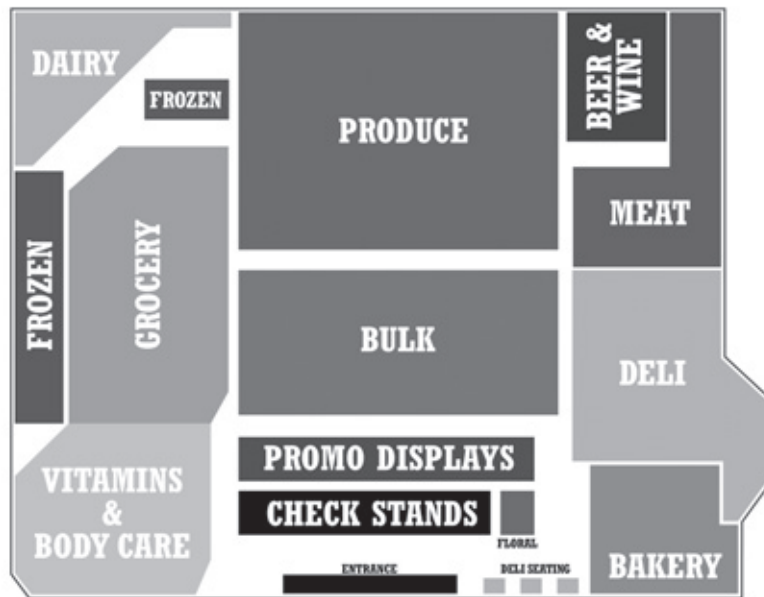 DAIRY
FROZEN
PRODUCE
BEER &
WINE
MEAT
FROZEN
GROCERY
BULK
DELI
VITAMINS
&
BODY CARE
PROMO DISPLAYS
CHECK STANDS
FLORAL
ENTRANCE
DELI SEATING
BAKERY